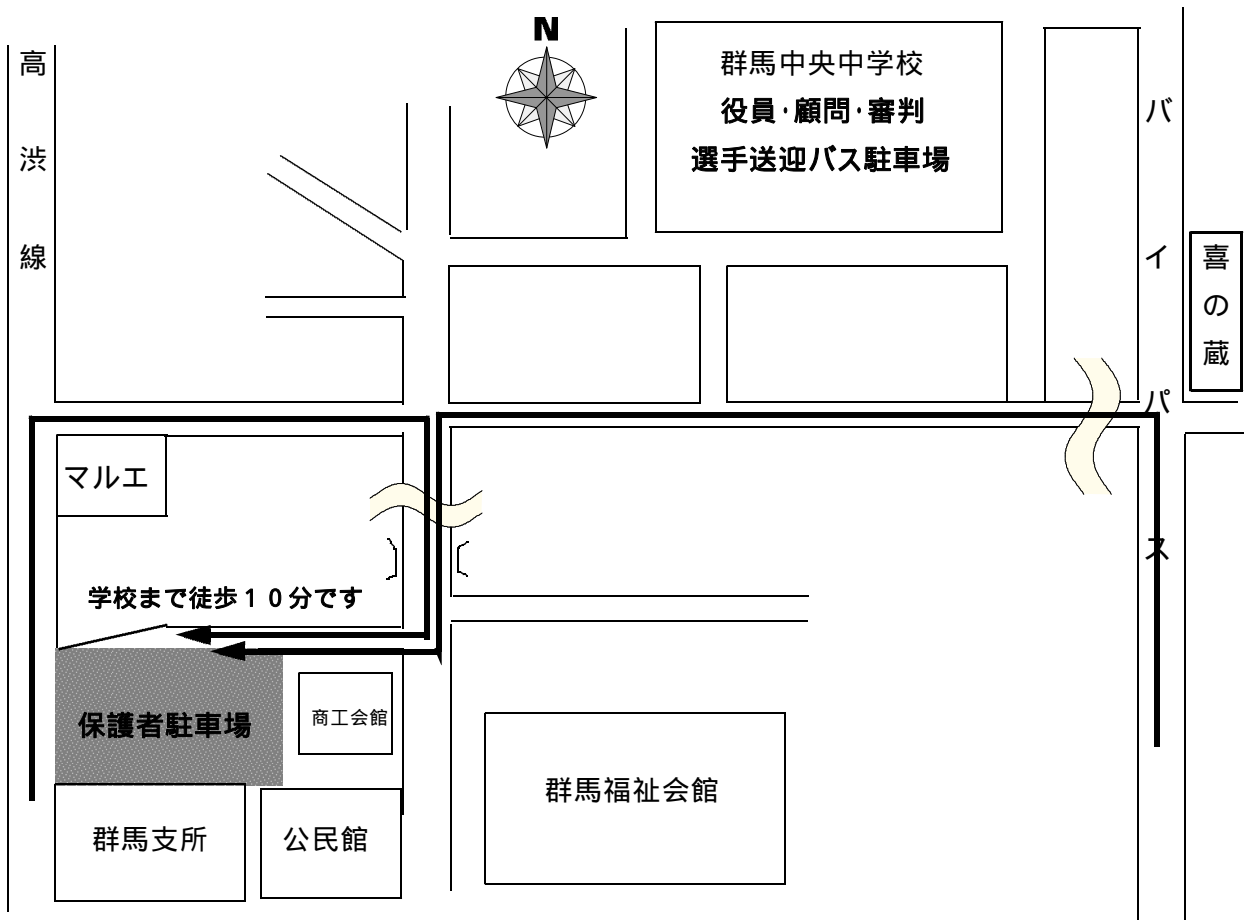 高渋線
N
群馬中央中学校
役員・顧問・審判
選手送迎バス駐車場
バイパス
喜の蔵
マルエ
学校まで徒歩１０分です
保護者駐車場
商工会館
群馬福祉会館
群馬支所
公民館